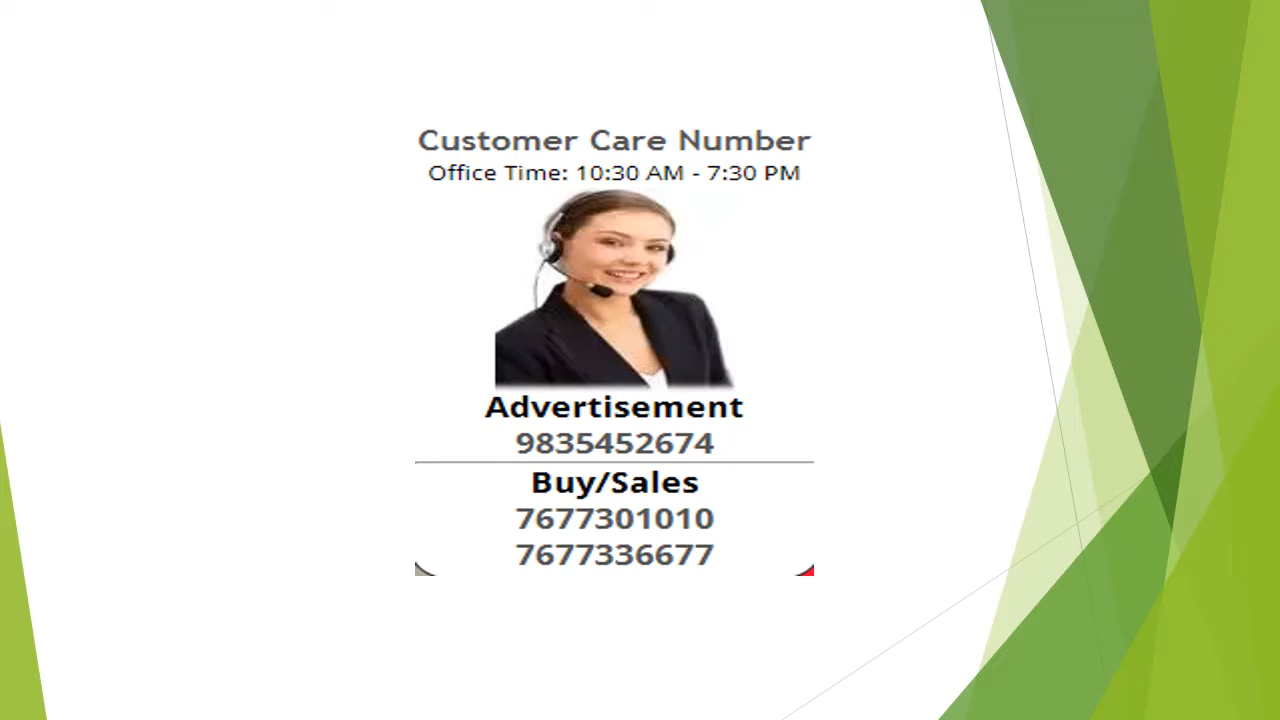 Customer Care Number
Office Time: 10:30 AM - 7:30 PM
Advertisement
9835452674
Buy/Sales
7677301010
7677336677